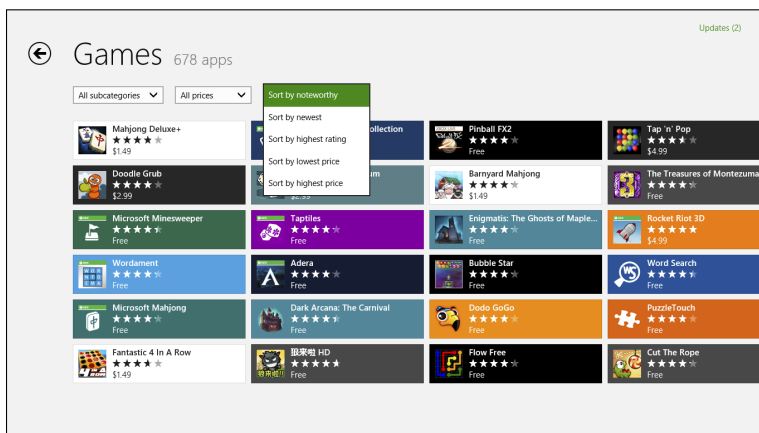 Updates (2)
Games 678 apps
All subcategories
All prices
Sort by noteworthy
Sort by newest
Sort by highest rating
Sort by lowest price
Sort by highest price
Mahjong Deluxe+
$1.49
Doodle Grub
$2.99
Microsoft Minesweeper
Free
Wordament
Free
Microsoft Mahjong
Free
Fantastic 4 In A Row
$1.49
ollection
um
$2.99
Taptiles
Free
Adera
Free
Dark Arcana: The Carnival
Free
狼来啦 HD
Free
Pinball FX2
Free
Barnyard Mahjong
$1.49
Enigmatis: The Ghosts of Maple...
Free
Bubble Star
Free
Dodo GoGo
Free
Flow Free
Free
Tap 'n' Pop
$4.99
The Treasures of Montezuma
Free
Rocket Riot 3D
$4.99
Word Search
Free
PuzzleTouch
Free
Cut The Rope
Free